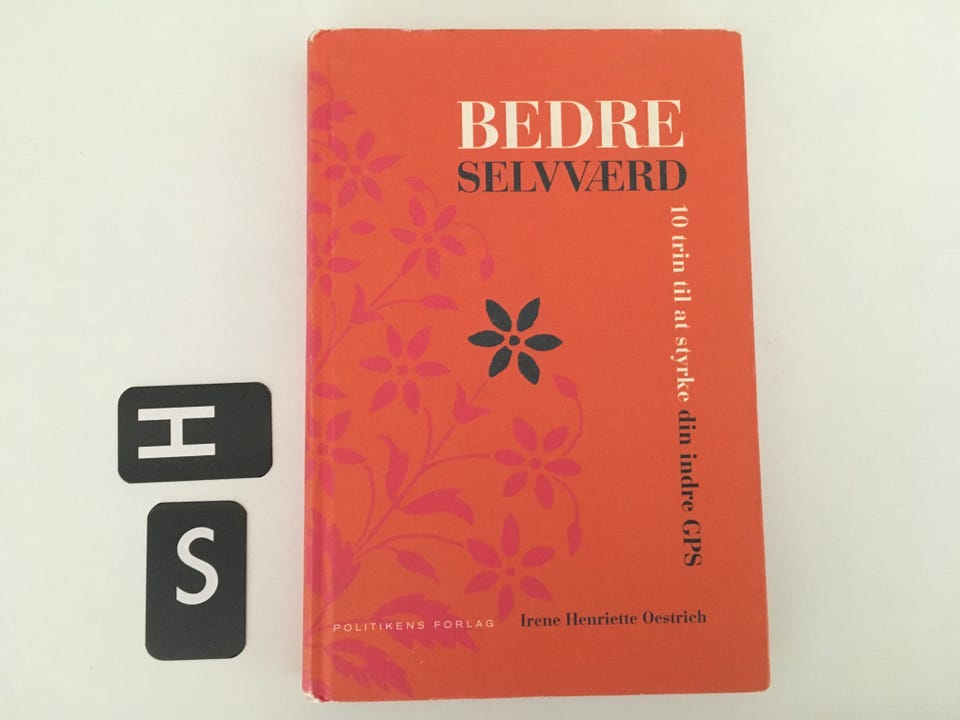 BEDRE
SELVVÆRD
10 trin til at styrke din indre GPS
H
S
POLITIKENS FORLAG
Irene Henriette Oestrich